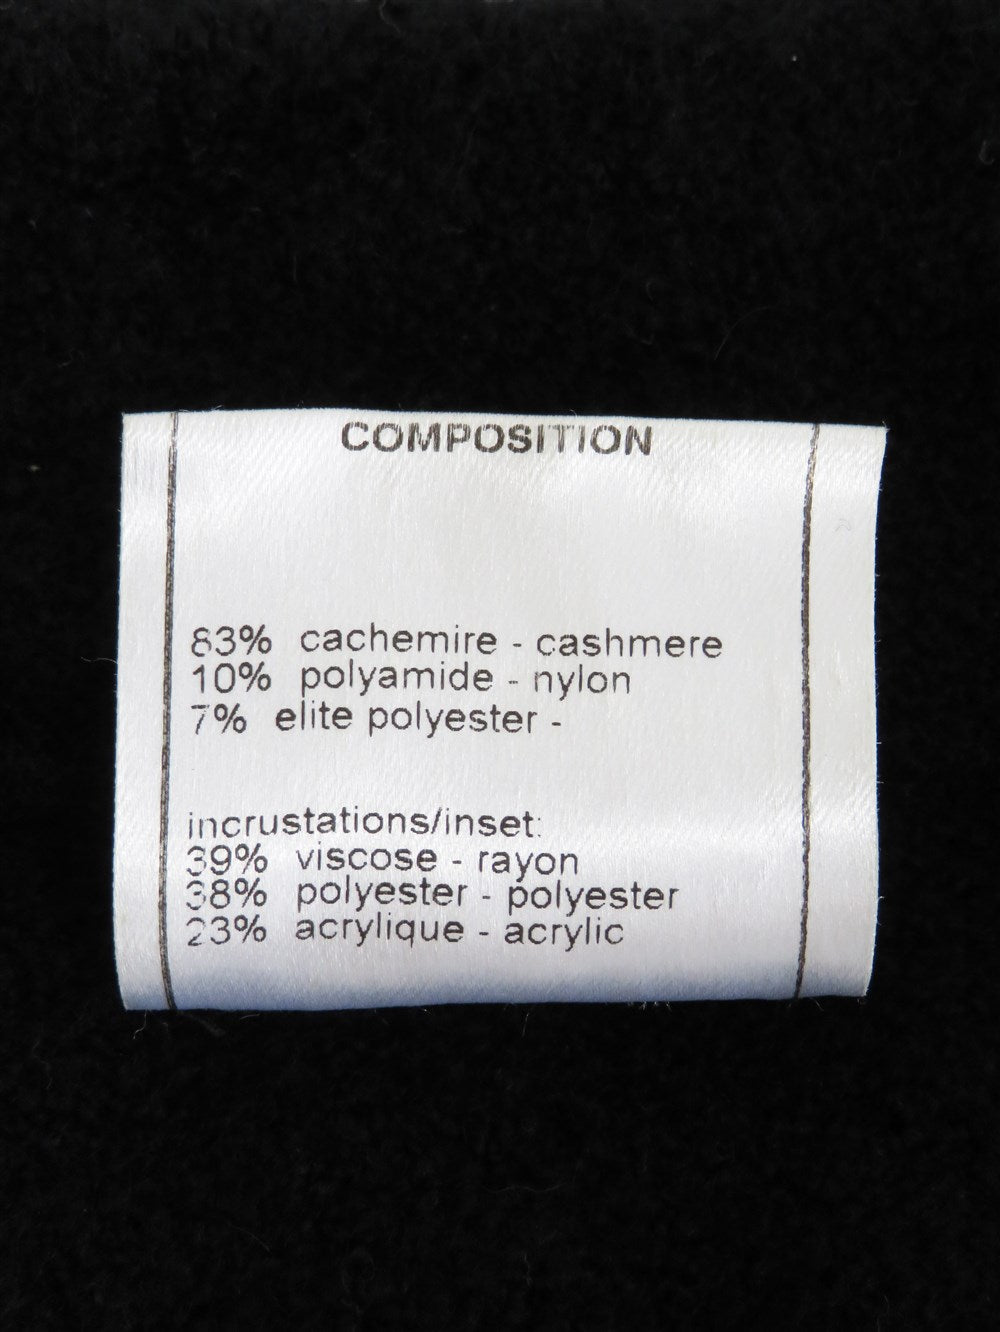 COMPOSITION
83% cachemire - cashmere
10% polyamide - nylon
7% elite polyester -
incrustations/inset:
39% viscose - rayon
38% polyester - polyester
23% acrylique - acrylic